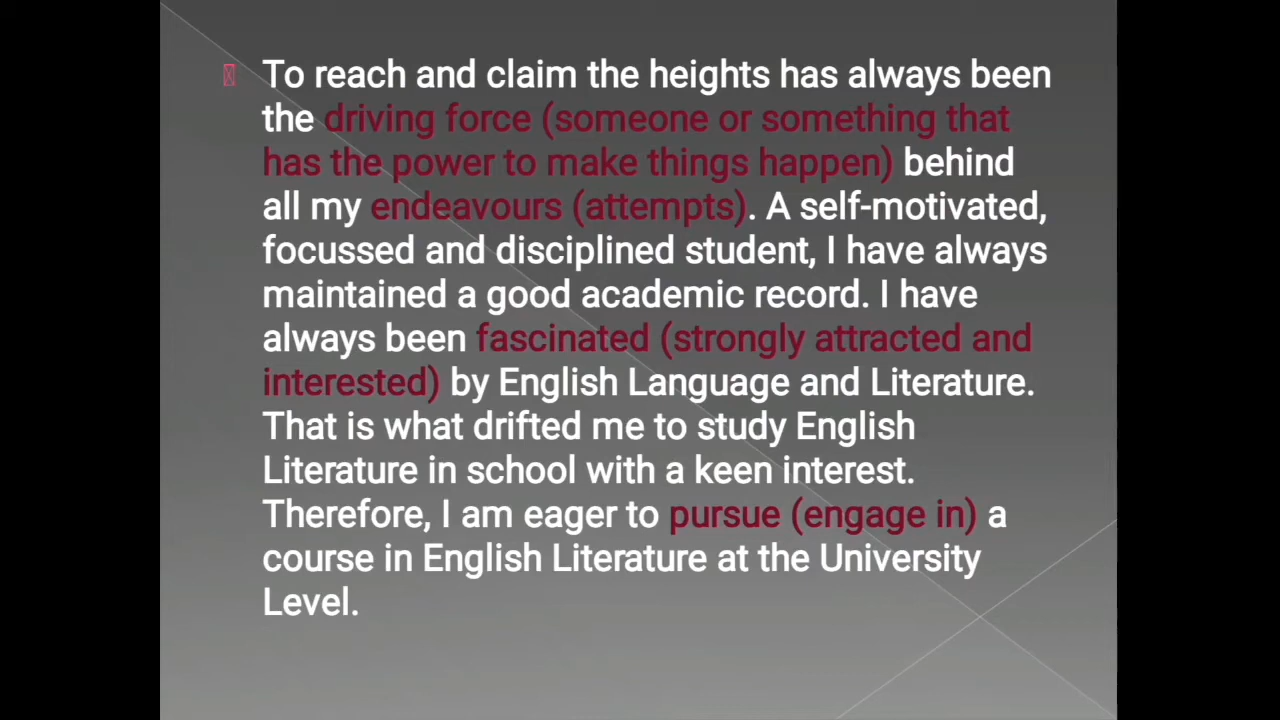 To reach and claim the heights has always been
the driving force (someone or something that
has the power to make things happen) behind
all my endeavours (attempts). A self-motivated,
focussed and disciplined student, I have always
maintained a good academic record. I have
always been fascinated (strongly attracted and
interested) by English Language and Literature.
That is what drifted me to study English
Literature in school with a keen interest.
Therefore, I am eager to pursue (engage in) a
course in English Literature at the University
Level.